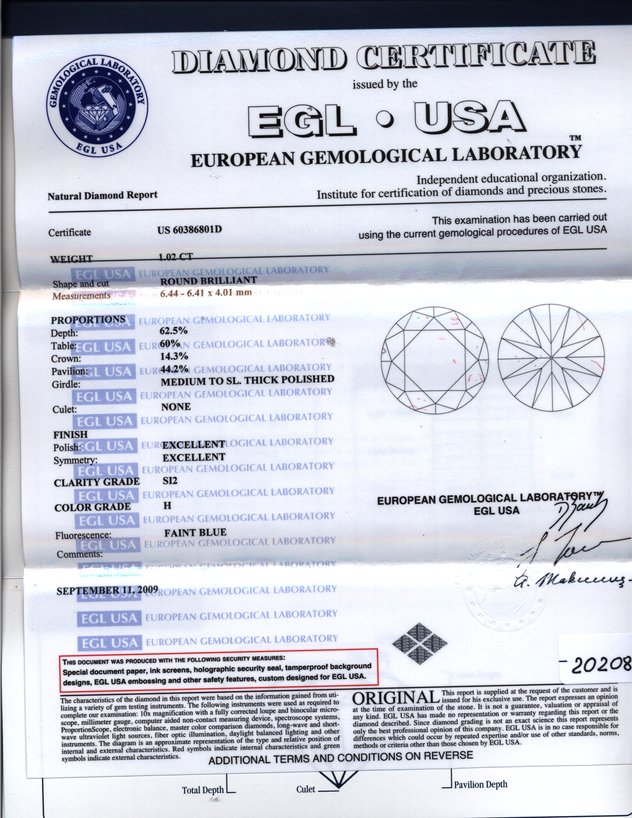 GEMOLOGICAL LABORATORY
EGL USA
DIAMOND CERTIFICATE
issued by the
EGL • USA
EUROPEAN GEMOLOGICAL LABORATORY™
Independent educational organization.
Natural Diamond Report
Institute for certification of diamonds and precious stones.
Certificate US 60386801D
This examination has been carried out
using the current gemological procedures of EGL USA
WEIGHT 1.02 CT
EGL USA EUROPEAN GEMOLOGICAL LABORATORY
Shape and cut ROUND BRILLIANT
Measurements 6.44 - 6.41 x 4.01 mm
PROPORTIONS
EGL USA EUROPEAN GEMOLOGICAL LABORATORY
Depth: 62.5%
Table: 60%
EGL USA EUROPEAN GEMOLOGICAL LABORATORY
Crown: 14.3%
Pavilion: 44.2%
EGL USA EUROPEAN GEMOLOGICAL LABORATORY
Girdle: MEDIUM TO SL. THICK POLISHED
EGL USA EUROPEAN GEMOLOGICAL LABORATORY
Culet: NONE
EGL USA EUROPEAN GEMOLOGICAL LABORATORY
FINISH
Polish: EXCELLENT
EGL USA EUROPEAN GEMOLOGICAL LABORATORY
Symmetry: EXCELLENT
EGL USA EUROPEAN GEMOLOGICAL LABORATORY
CLARITY GRADE SI2
EGL USA EUROPEAN GEMOLOGICAL LABORATORY
COLOR GRADE H
EUROPEAN GEMOLOGICAL LABORATORY™
EGL USA
EGL USA EUROPEAN GEMOLOGICAL LABORATORY
Fluorescence: FAINT BLUE
EGL USA EUROPEAN GEMOLOGICAL LABORATORY
Comments:
EGL USA EUROPEAN GEMOLOGICAL LABORATORY
SEPTEMBER 11, 2009
EGL USA EUROPEAN GEMOLOGICAL LABORATORY
EGL USA EUROPEAN GEMOLOGICAL LABORATORY
EGL USA EUROPEAN GEMOLOGICAL LABORATORY
THIS DOCUMENT WAS PRODUCED WITH THE FOLLOWING SECURITY MEASURES:
Special document paper, ink screens, holographic security seal, tamperproof background
designs, EGL USA embossing and other safety features, custom designed for EGL USA.
20208
The characteristics of the diamond in this report were based on the information gained from uti-
lizing a variety of gem testing instruments. The following instruments were used as required to
complete our examination: 10x magnification with a fully corrected loupe and binocular micro-
scope, millimeter gauge, computer aided non-contact measuring device, spectroscope systems,
ProportionScope, electronic balance, master color comparison diamonds, long-wave and short-
wave ultraviolet light sources, fiber optic illumination, daylight balanced lighting and other
instruments. The diagram is an approximate representation of the type and relative position of
internal and external characteristics. Red symbols indicate internal characteristics and green
symbols indicate external characteristics.
ORIGINAL This report is supplied at the request of the customer and is
issued for his exclusive use. The report expresses an opinion
at the time of examination of the stone. It is not a guarantee, valuation or appraisal of
any kind. EGL USA has made no representation or warranty regarding this report or the
diamond described. Since diamond grading is not an exact science this report represents
only the best professional opinion of this company. EGL USA is in no case responsible for
differences which could occur by repeated expertise and/or use of other standards, norms,
methods or criteria other than those chosen by EGL USA.
ADDITIONAL TERMS AND CONDITIONS ON REVERSE
Total Depth
Culet
Pavilion Depth